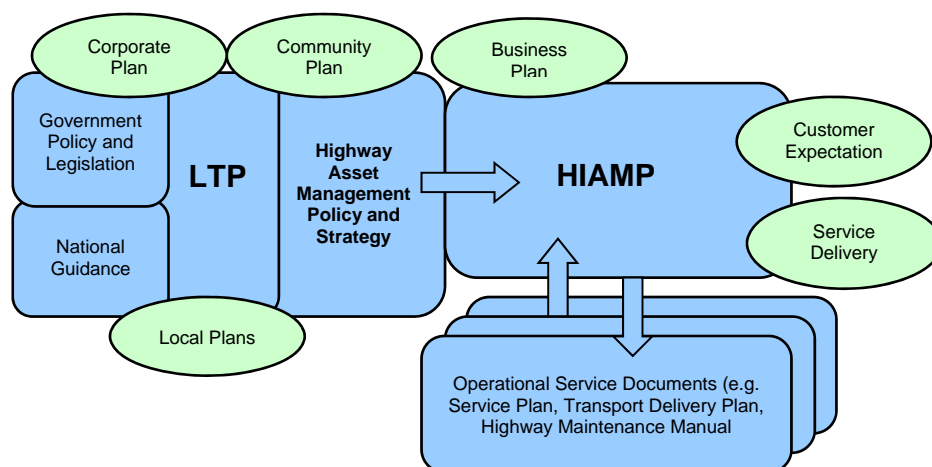 Corporate
Plan
Community
Plan
Business
Plan
Government
Policy and
Legislation
LTP
Highway
Asset
Management
Policy and
Strategy
HIAMP
Customer
Expectation
National
Guidance
Service
Delivery
Local Plans
Operational Service Documents (e.g.
Service Plan, Transport Delivery Plan,
Highway Maintenance Manual